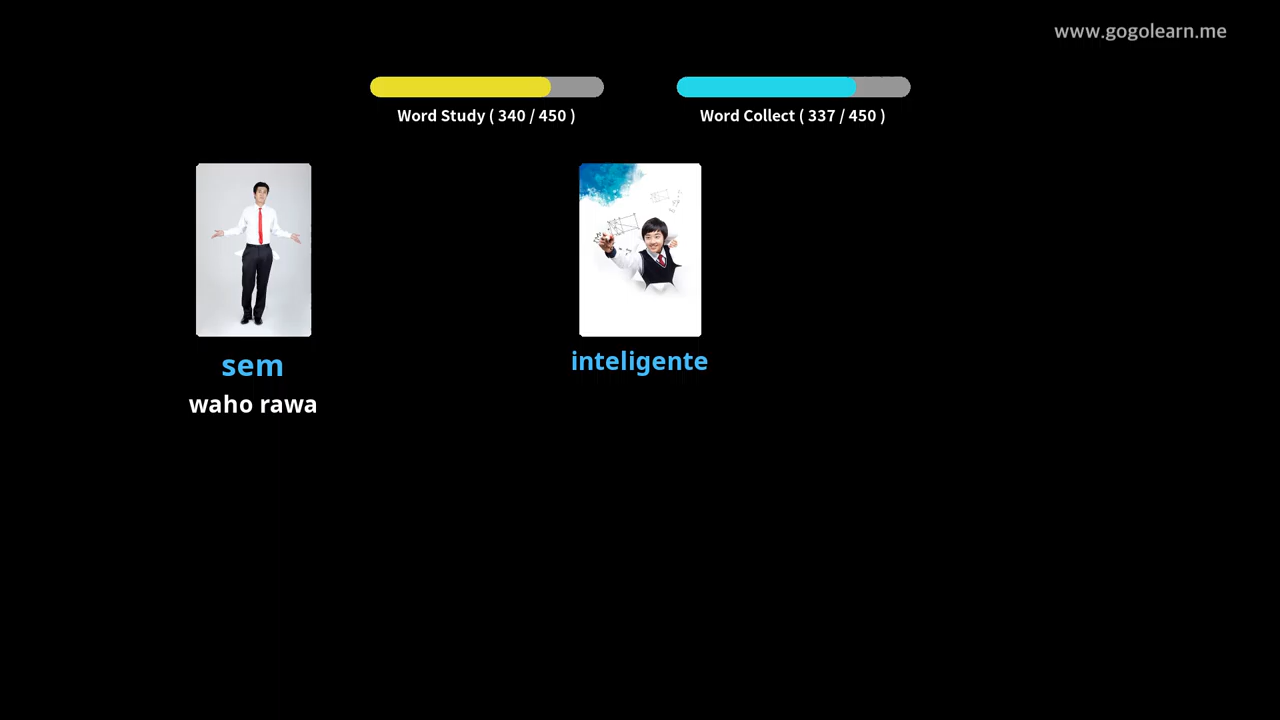 www.gogolearn.me
Word Study ( 340 / 450 )
Word Collect ( 337 / 450 )
sem
waho rawa
inteligente